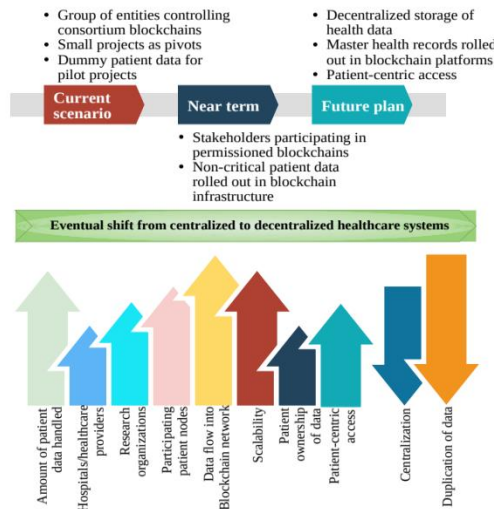 • Group of entities controlling
consortium blockchains
• Small projects as pivots
• Dummy patient data for
pilot projects
• Decentralized storage of
health data
• Master health records rolled
out in blockchain platforms
• Patient-centric access
Current
scenario
Near term
Future plan
• Stakeholders participating in
permissioned blockchains
• Non-critical patient data
rolled out in blockchain
infrastructure
Eventual shift from centralized to decentralized healthcare systems
Amount of patient
data handled
Hospitals/healthcare
providers
Research
organizations
Participating
patient nodes
Data flow into
Blockchain network
Scalability
Patient
ownership
of data
Patient-centric
access
Centralization
Duplication of data